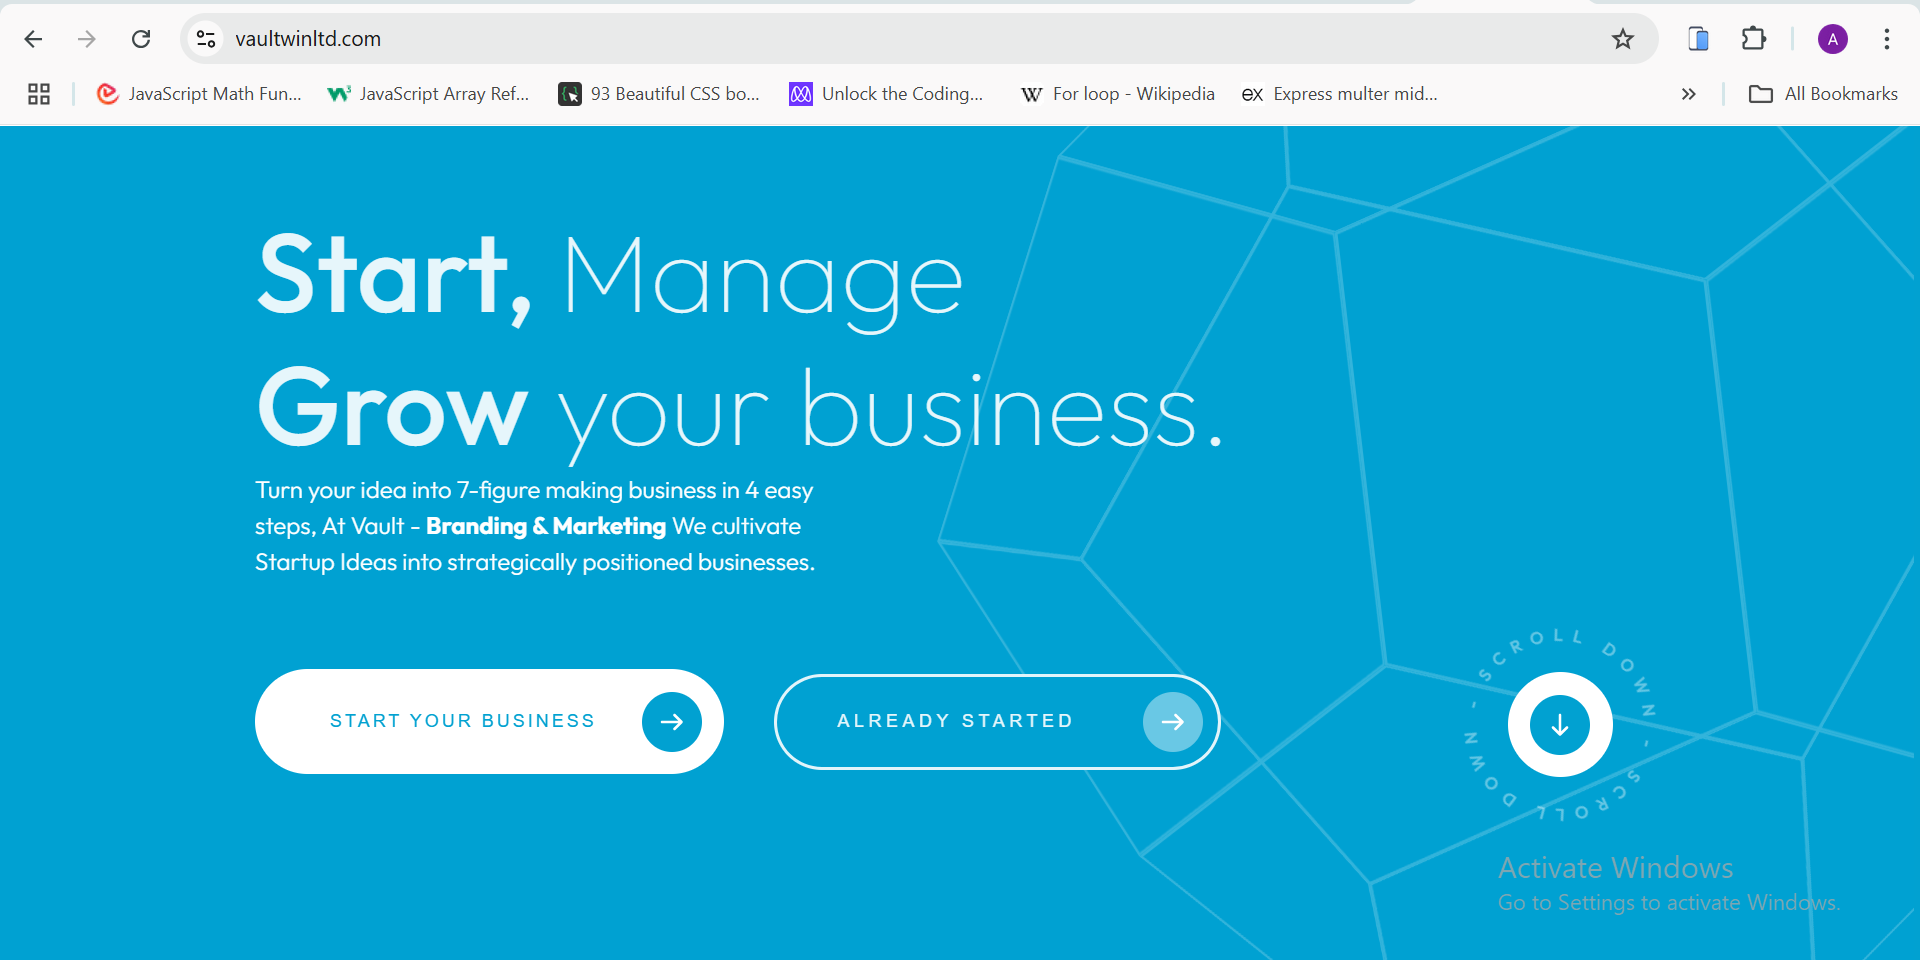 vaultwinltd.com
A
JavaScript Math Fun...
JavaScript Array Ref...
93 Beautiful CSS bo...
Unlock the Coding...
For loop - Wikipedia
ex Express multer mid...
All Bookmarks
Start, Manage
Grow your business.
Turn your idea into 7-figure making business in 4 easy
steps, At Vault - Branding & Marketing We cultivate
Startup Ideas into strategically positioned businesses.
START YOUR BUSINESS
ALREADY STARTED
- SCROLL DOWN - SCROLL DOWN
Activate Windows
Go to Settings to activate Windows.